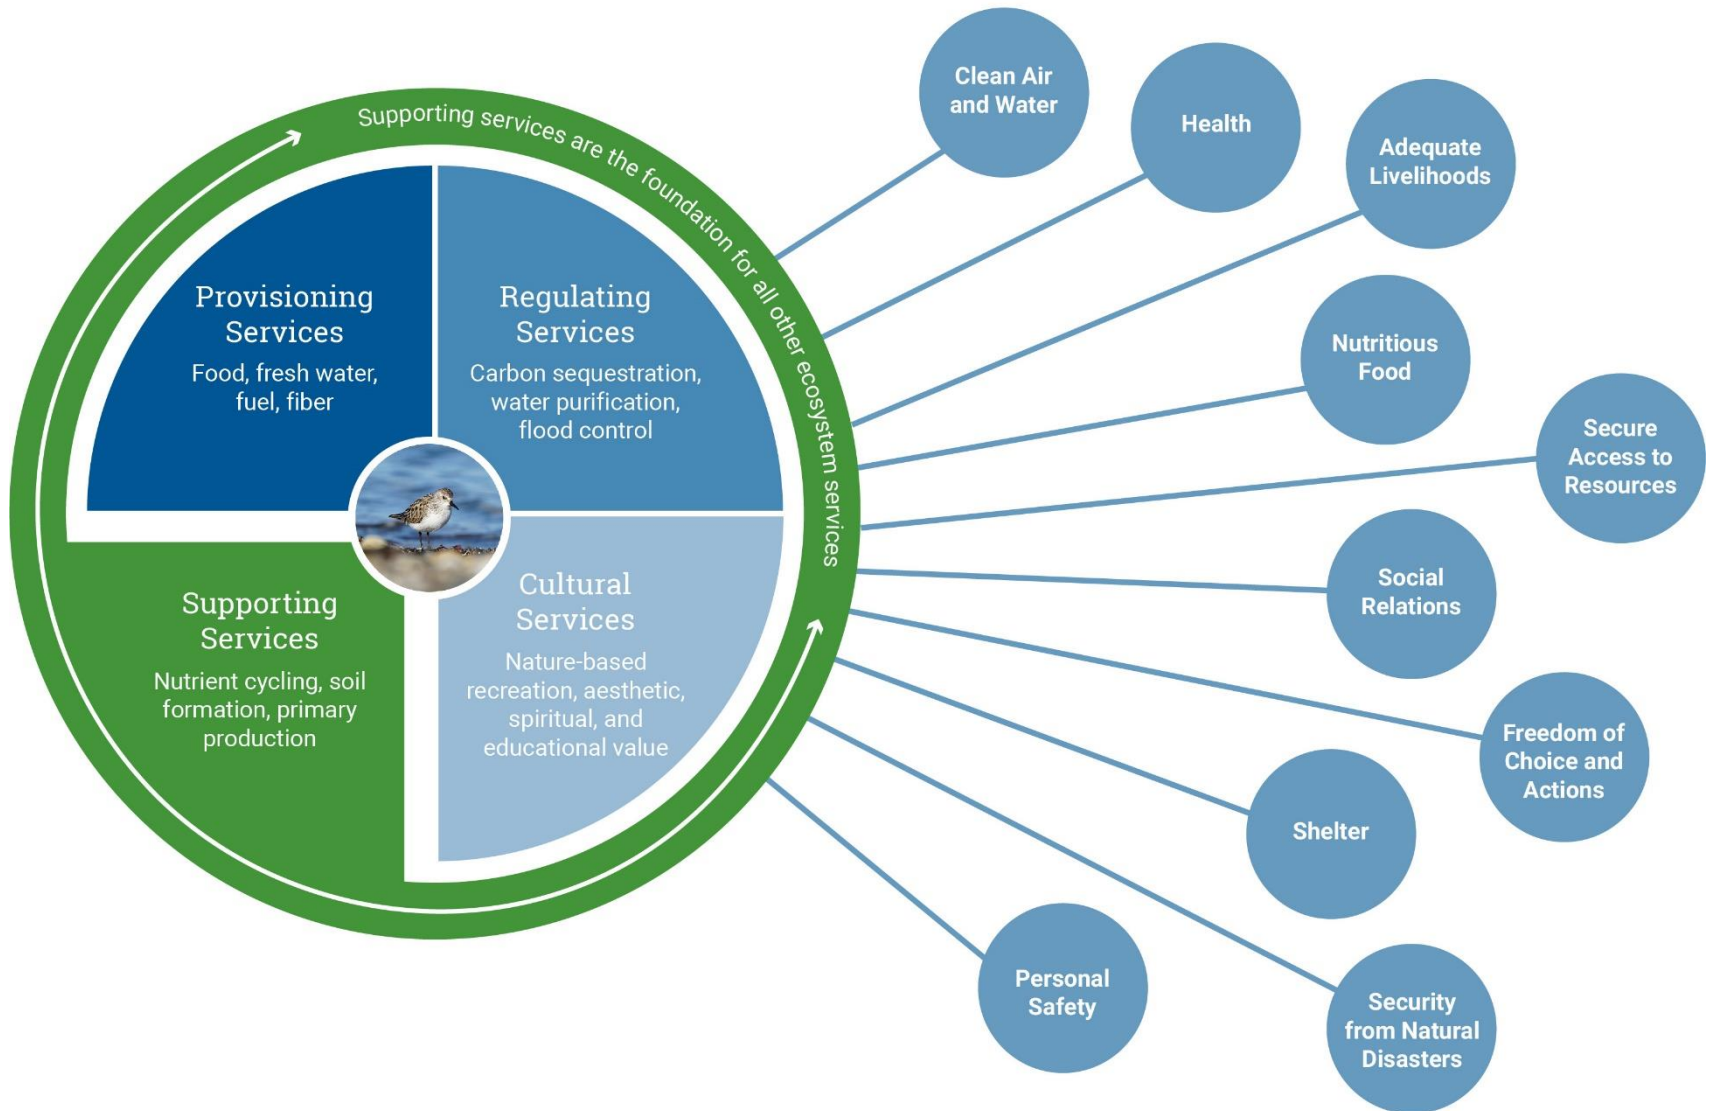 Supporting services are the foundation for all other ecosystem services
Provisioning
Services
Food, fresh water,
fuel, fiber
Regulating
Services
Carbon sequestration,
water purification,
flood control
Supporting
Services
Nutrient cycling, soil
formation, primary
production
Cultural
Services
Nature-based
recreation, aesthetic,
spiritual, and
educational value
Clean Air
and Water
Health
Adequate
Livelihoods
Nutritious
Food
Secure
Access to
Resources
Social
Relations
Freedom of
Choice and
Actions
Shelter
Security
from Natural
Disasters
Personal
Safety